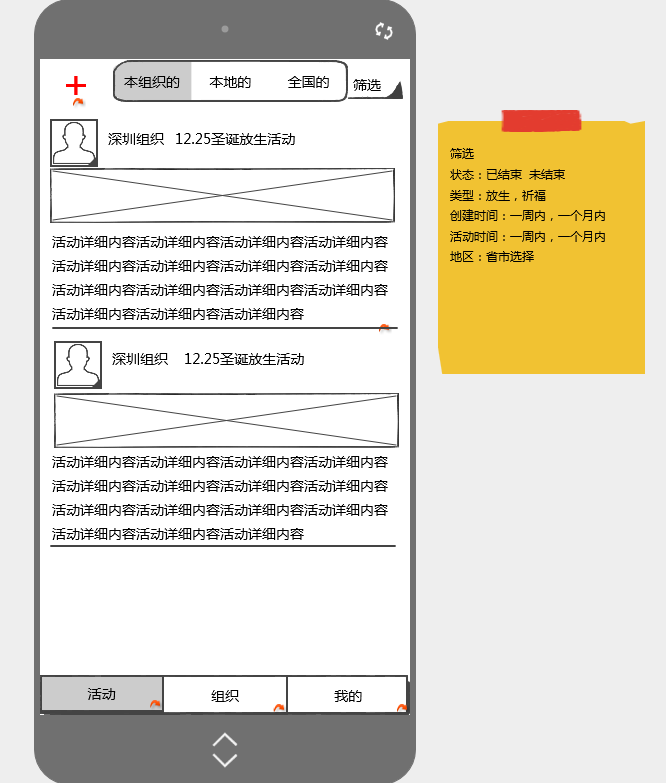 本组织的 本地的 全国的 筛选
深圳组织 12.25圣诞放生活动
活动详细内容活动详细内容活动详细内容活动详细内容
活动详细内容活动详细内容活动详细内容活动详细内容
活动详细内容活动详细内容活动详细内容活动详细内容
活动详细内容活动详细内容活动详细内容
深圳组织 12.25圣诞放生活动
活动详细内容活动详细内容活动详细内容活动详细内容
活动详细内容活动详细内容活动详细内容活动详细内容
活动详细内容活动详细内容活动详细内容活动详细内容
活动详细内容活动详细内容活动详细内容
活动 组织 我的
筛选
状态：已结束 未结束
类型：放生，祈福
创建时间：一周内，一个月内
活动时间：一周内，一个月内
地区：省市选择